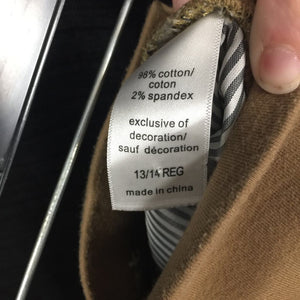 98% cotton/
coton
2% spandex
exclusive of
decoration/
sauf décoration
13/14 REG
made in china